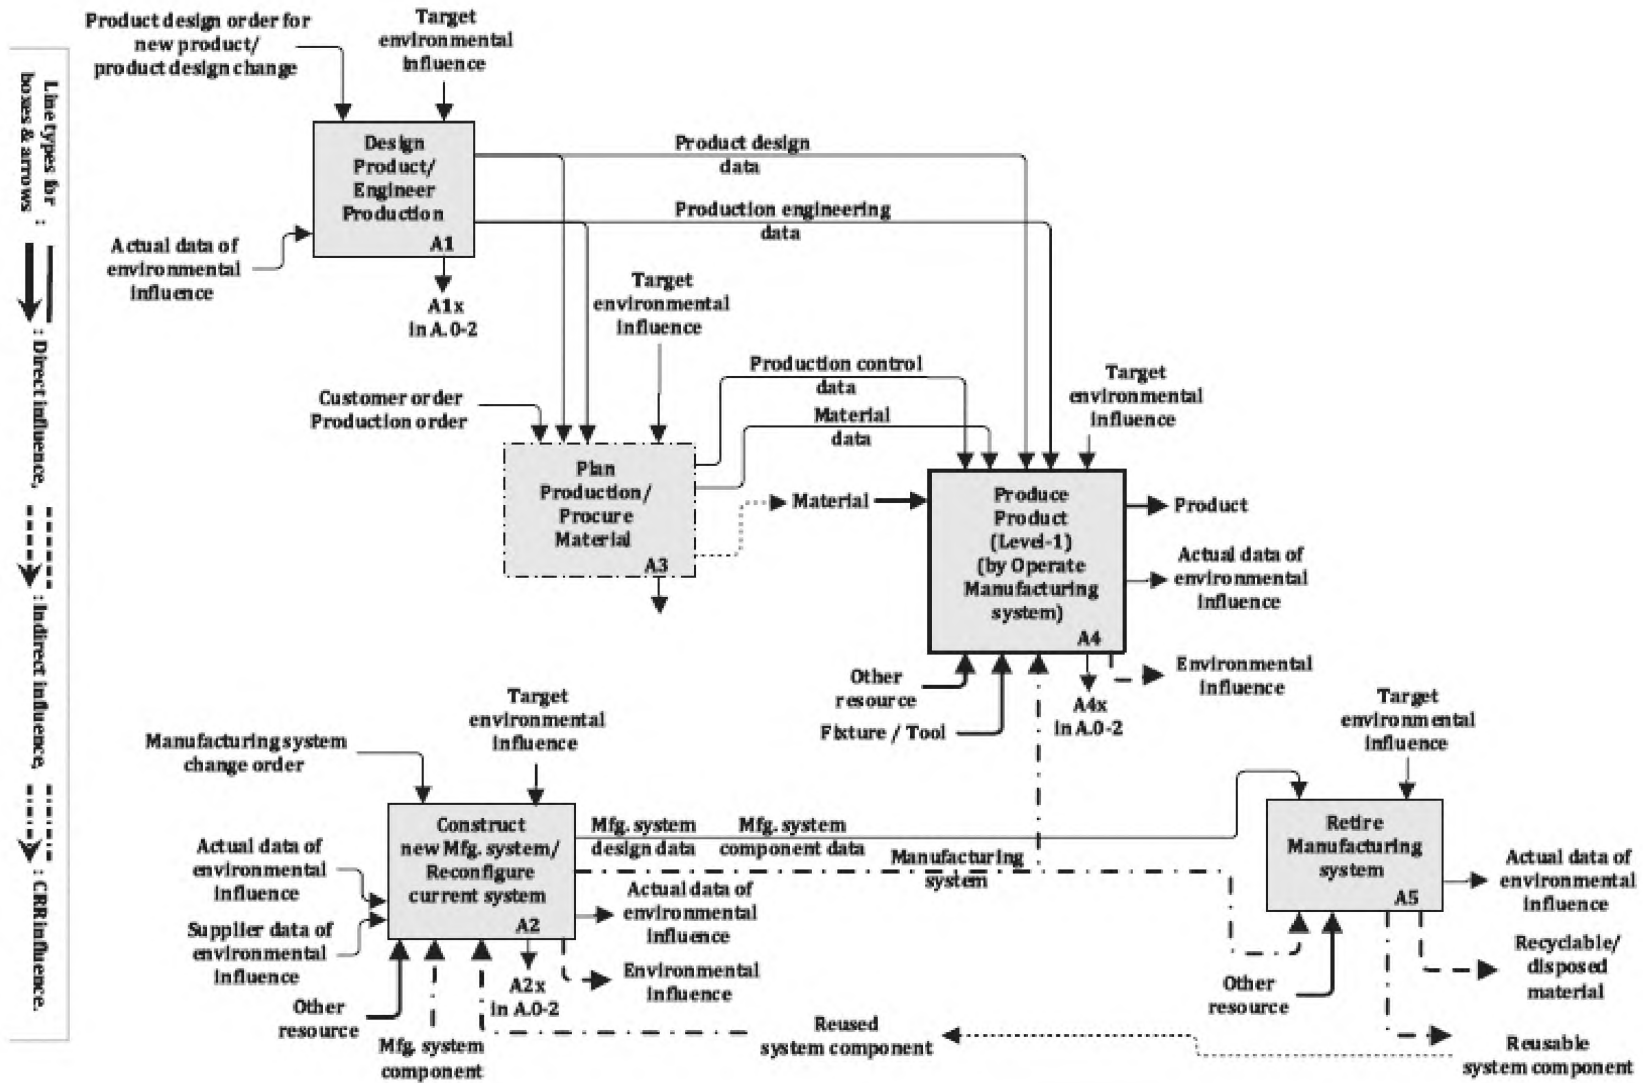 Product design order for
new product/
product design change
Target
environmental
influence
Line types for :
boxes & arrows :
: Direct influence,
: Indirect influence,
: CRR influence.
Design
Product/
Engineer
Production
A1
Product design
data
Production engineering
data
Actual data of
environmental
influence
A1x
in A.0-2
Target
environmental
influence
Customer order
Production order
Production control
data
Material
data
Target
environmental
influence
Plan
Production/
Procure
Material
A3
Material
Produce
Product
(Level-1)
(by Operate
Manufacturing
system)
A4
Product
Actual data of
environmental
influence
Environmental
influence
Other
resource
Fixture / Tool
A4x
in A.0-2
Target
environmental
influence
Manufacturing system
change order
Target
environmental
influence
Construct
new Mfg. system/
Reconfigure
current system
A2
Mfg. system
design data
Mfg. system
component data
Manufacturing
system
Retire
Manufacturing
system
A5
Actual data of
environmental
influence
Supplier data of
environmental
influence
Actual data of
environmental
influence
Environmental
influence
A2x
in A.0-2
Other
resource
Mfg. system
component
Reused
system component
Other
resource
Actual data of
environmental
influence
Recyclable/
disposed
material
Reusable
system component